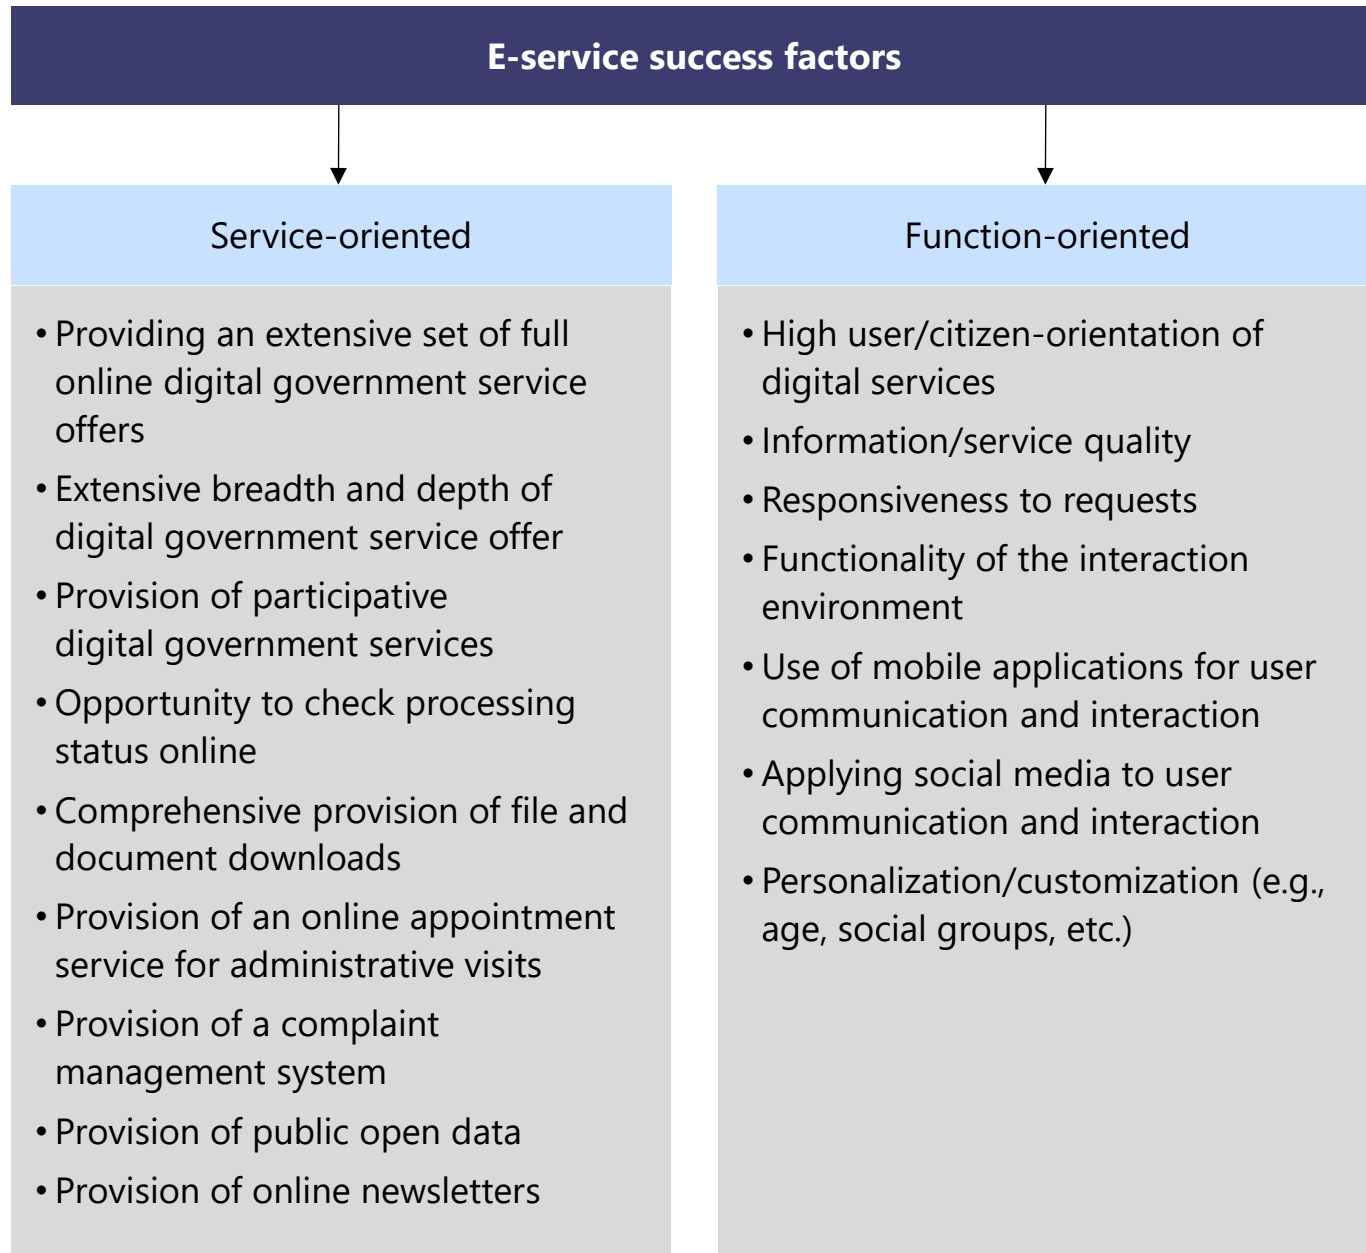 E-service success factors
Service-oriented
• Providing an extensive set of full
online digital government service
offers
• Extensive breadth and depth of
digital government service offer
• Provision of participative
digital government services
• Opportunity to check processing
status online
• Comprehensive provision of file and
document downloads
• Provision of an online appointment
service for administrative visits
• Provision of a complaint
management system
• Provision of public open data
• Provision of online newsletters
Function-oriented
• High user/citizen-orientation of
digital services
• Information/service quality
• Responsiveness to requests
• Functionality of the interaction
environment
• Use of mobile applications for user
communication and interaction
• Applying social media to user
communication and interaction
• Personalization/customization (e.g.,
age, social groups, etc.)